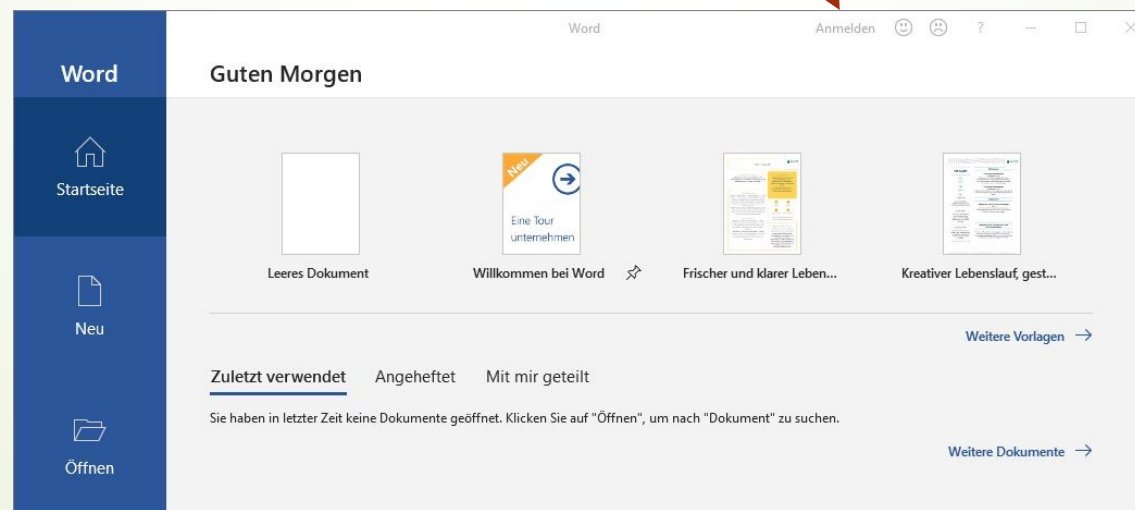 Word
Anmelden ?
Word
Guten Morgen
Startseite
Neu
Öffnen
Neu
Eine Tour
unternehmen
Leeres Dokument
Willkommen bei Word
Frischer und klarer Leben...
Kreativer Lebenslauf, gest...
Weitere Vorlagen
Zuletzt verwendet
Angeheftet
Mit mir geteilt
Sie haben in letzter Zeit keine Dokumente geöffnet. Klicken Sie auf "Öffnen", um nach "Dokument" zu suchen.
Weitere Dokumente